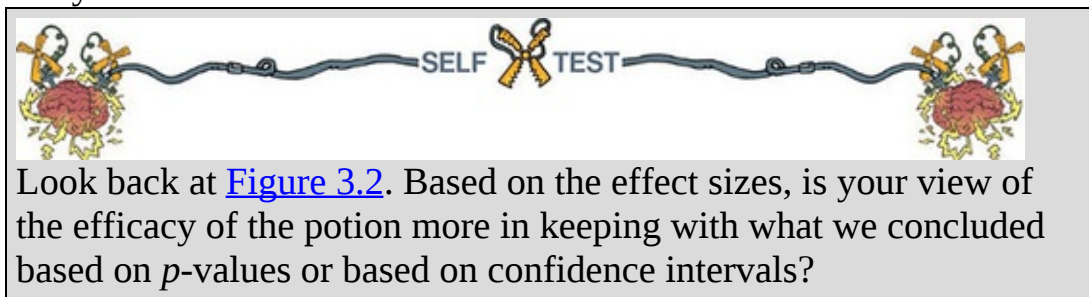 SELF TEST
Look back at Figure 3.2. Based on the effect sizes, is your view of
the efficacy of the potion more in keeping with what we concluded
based on p-values or based on confidence intervals?